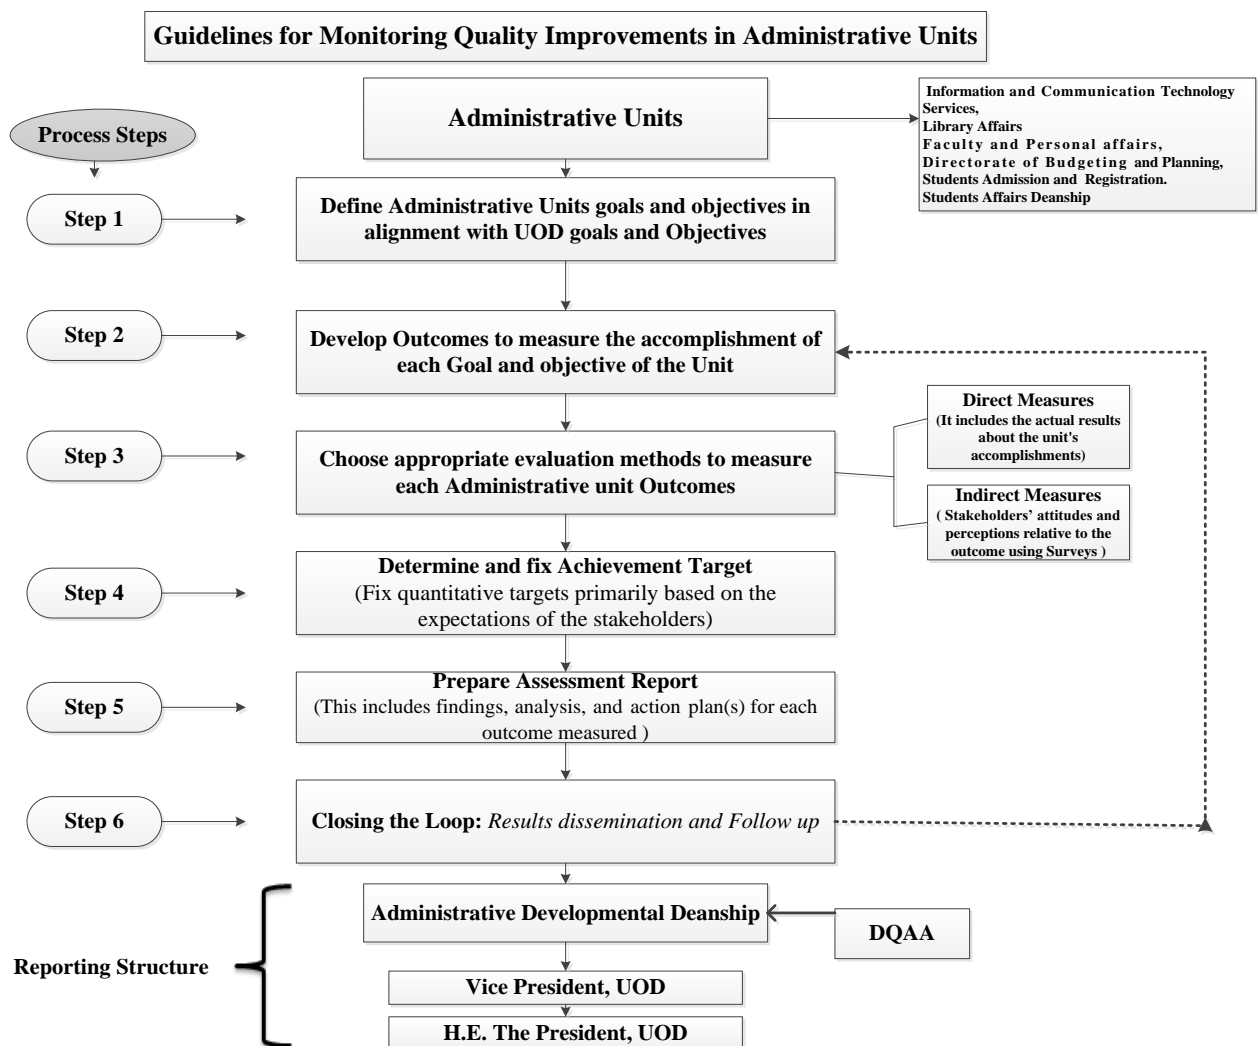 Guidelines for Monitoring Quality Improvements in Administrative Units
Administrative Units
Information and Communication Technology
Services,
Library Affairs
Faculty and Personal affairs,
Directorate of Budgeting and Planning,
Students Admission and Registration.
Students Affairs Deanship
Process Steps
Step 1
Define Administrative Units goals and objectives in
alignment with UOD goals and Objectives
Step 2
Develop Outcomes to measure the accomplishment of
each Goal and objective of the Unit
Step 3
Choose appropriate evaluation methods to measure
each Administrative unit Outcomes
Direct Measures
(It includes the actual results
about the unit's
accomplishments)
Indirect Measures
( Stakeholders’ attitudes and
perceptions relative to the
outcome using Surveys )
Step 4
Determine and fix Achievement Target
(Fix quantitative targets primarily based on the
expectations of the stakeholders)
Step 5
Prepare Assessment Report
(This includes findings, analysis, and action plan(s) for each
outcome measured )
Step 6
Closing the Loop: Results dissemination and Follow up
Reporting Structure
Administrative Developmental Deanship
DQAA
Vice President, UOD
H.E. The President, UOD